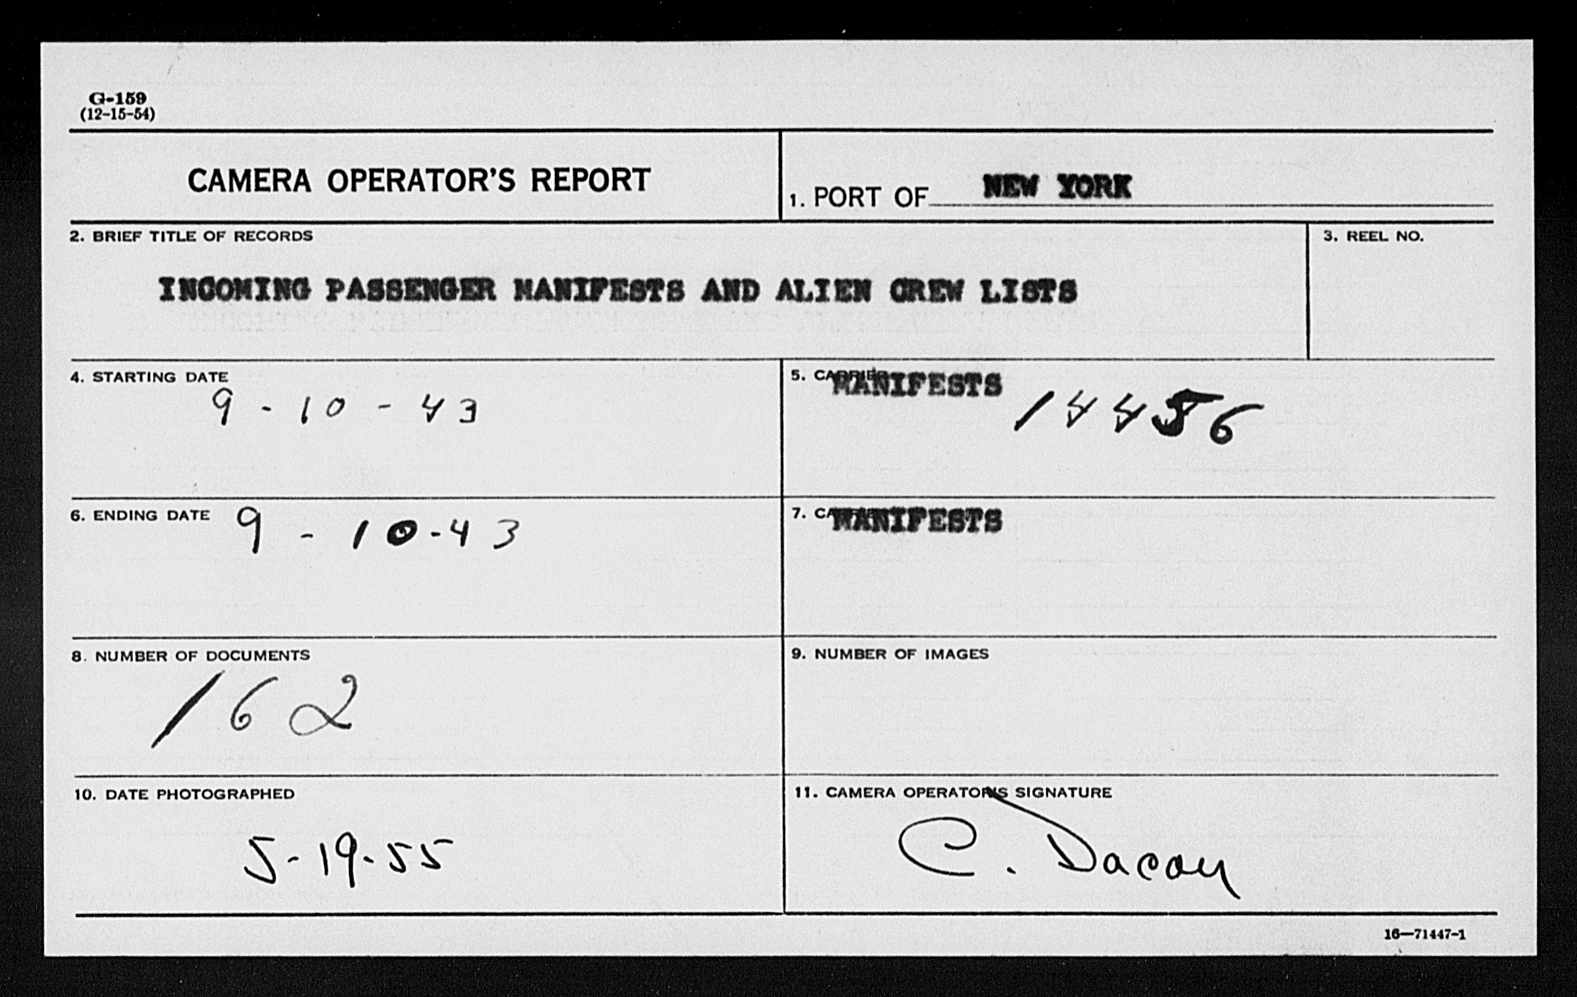 G-159
(12-15-54)
CAMERA OPERATOR'S REPORT
1. PORT OF NEW YORK
2. BRIEF TITLE OF RECORDS
3. REEL NO.
INCOMING PASSENGER MANIFESTS AND ALIEN CREW LISTS
4. STARTING DATE
9-10-43
5. CARRIER
MANIFESTS 14456
6. ENDING DATE
9-10-43
7.
MANIFESTS
8. NUMBER OF DOCUMENTS
162
9. NUMBER OF IMAGES
10. DATE PHOTOGRAPHED
5-19-55
11. CAMERA OPERATOR'S SIGNATURE
C.
16—71447-1